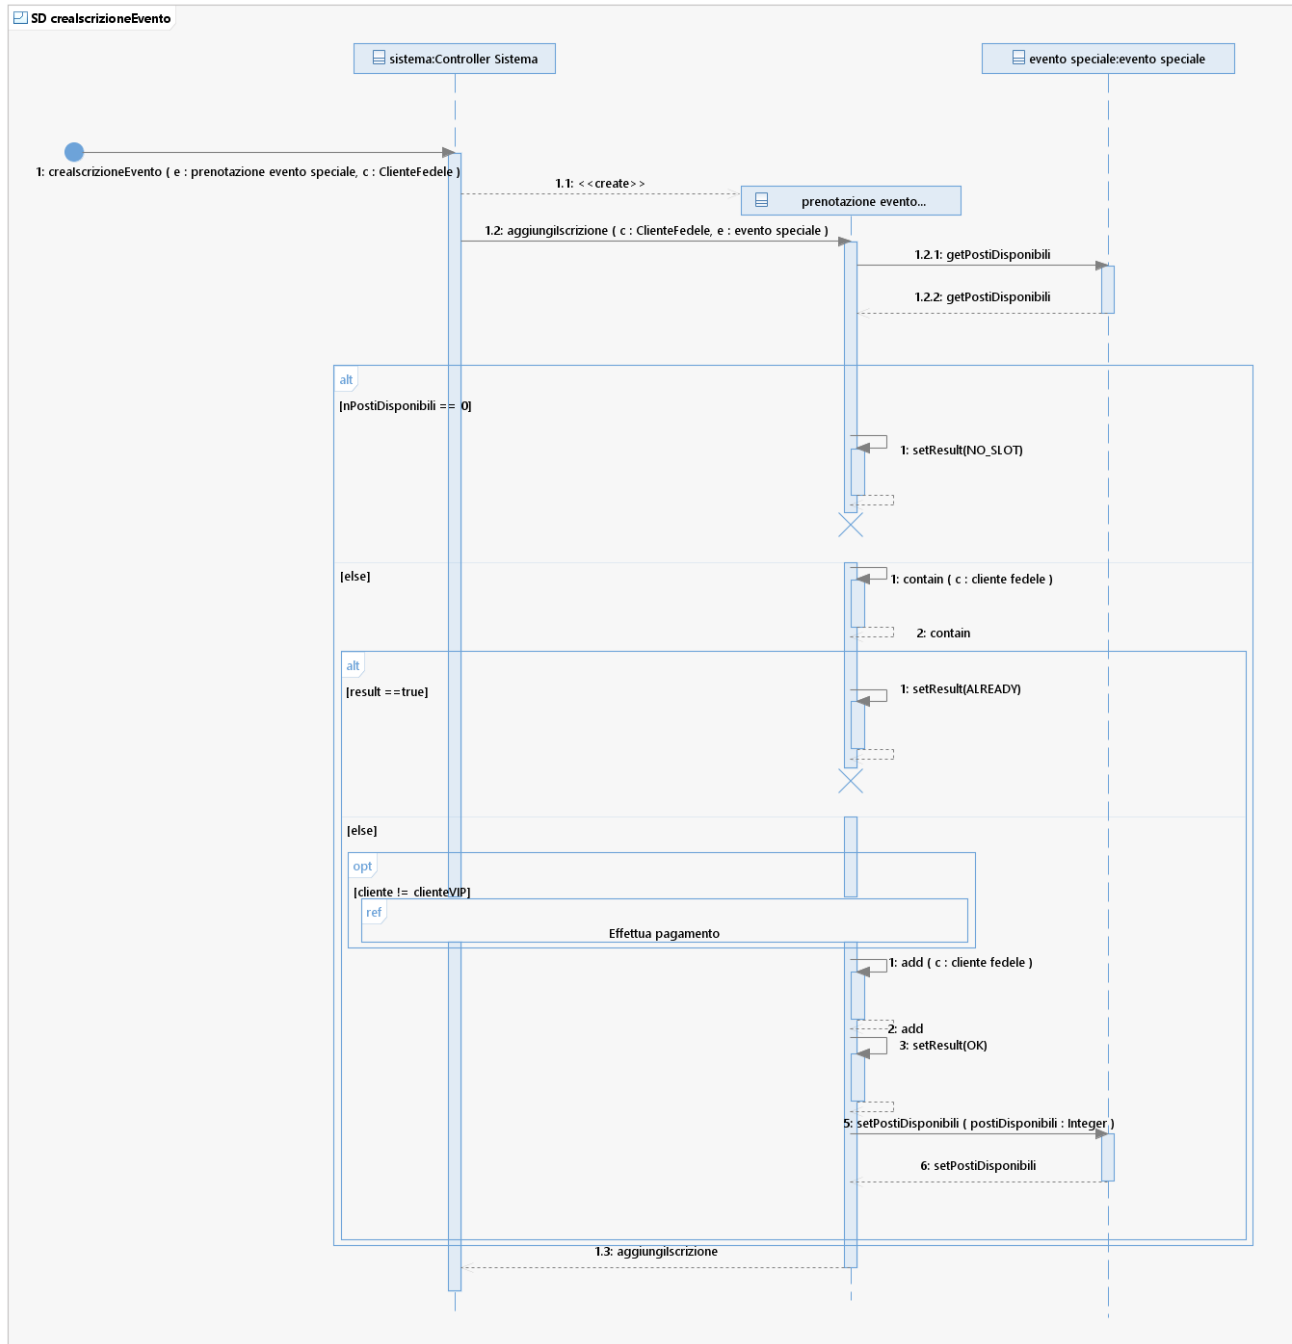 SD creaIscrizioneEvento
sistema:Controller Sistema
evento speciale:evento speciale
1: creaIscrizioneEvento ( e : prenotazione evento speciale, c : ClienteFedele )
1.1: <<create>>
prenotazione evento...
1.2: aggiungiIscrizione ( c : ClienteFedele, e : evento speciale )
1.2.1: getPostiDisponibili
1.2.2: getPostiDisponibili
alt
[nPostiDisponibili == 0]
1: setResult(NO_SLOT)
[else]
1: contain ( c : cliente fedele )
2: contain
alt
[result ==true]
1: setResult(ALREADY)
[else]
opt
[cliente != clienteVIP]
ref
Effettua pagamento
1: add ( c : cliente fedele )
2: add
3: setResult(OK)
5: setPostiDisponibili ( postiDisponibili : Integer )
6: setPostiDisponibili
1.3: aggiungiIscrizione